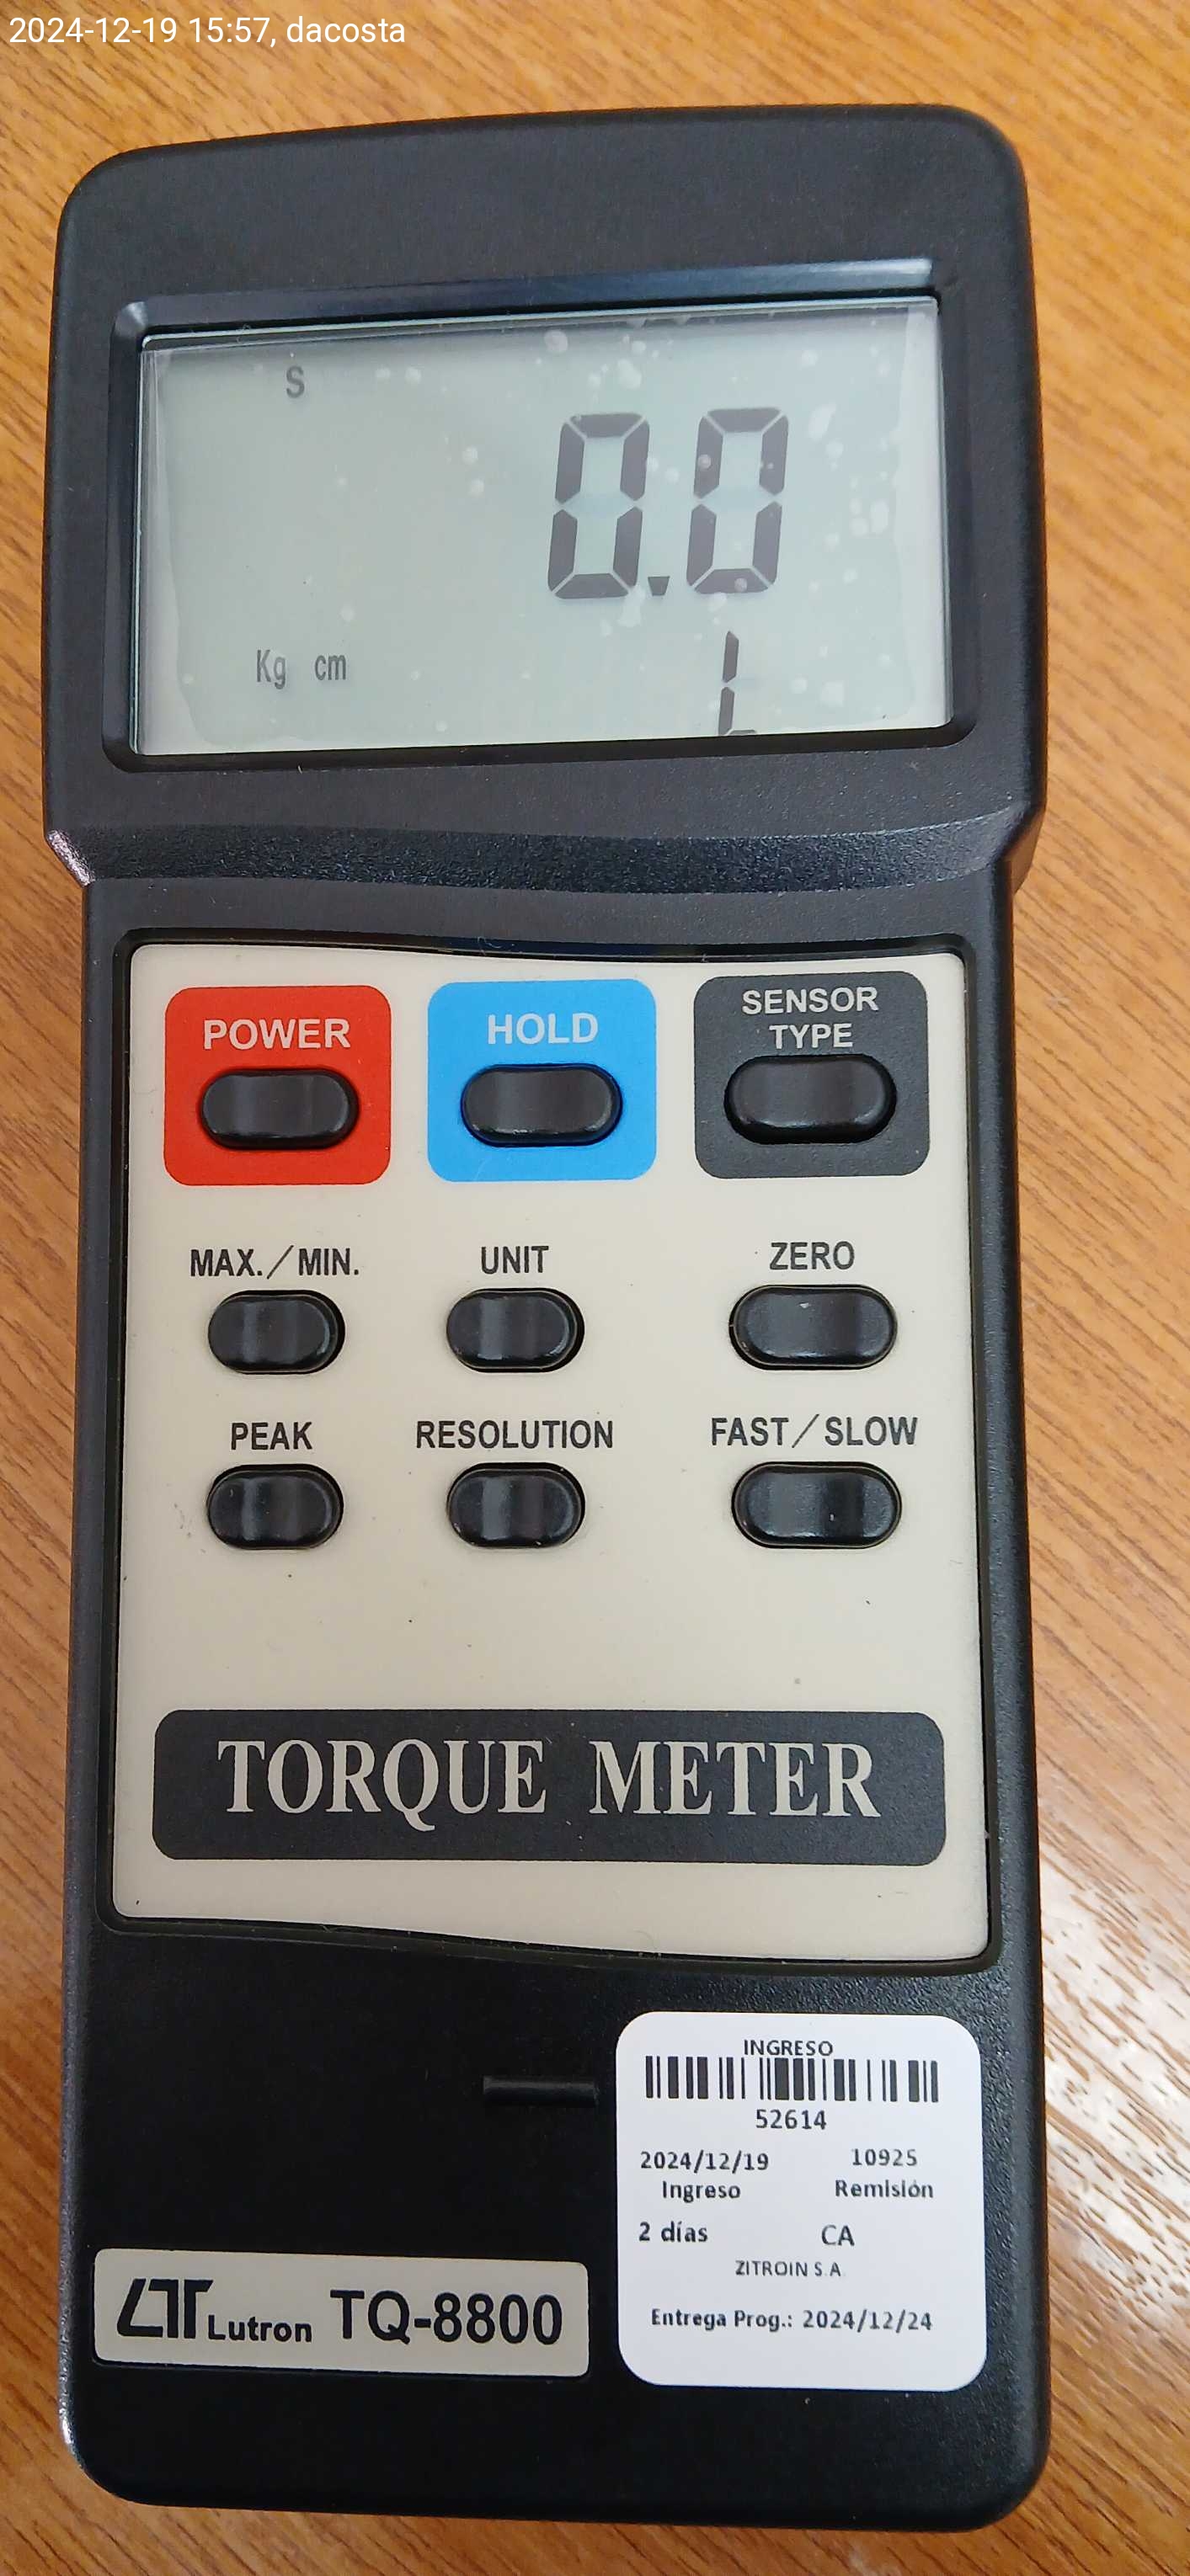 2024-12-19 15:57, dacosta
S
0.0
Kg cm
L
POWER
HOLD
SENSOR
TYPE
MAX./MIN.
UNIT
ZERO
PEAK
RESOLUTION
FAST/SLOW
TORQUE METER
INGRESO
52614
2024/12/19 10925
Ingreso Remisión
2 días CA
ZITROIN S.A
Entrega Prog.: 2024/12/24
Lutron TQ-8800